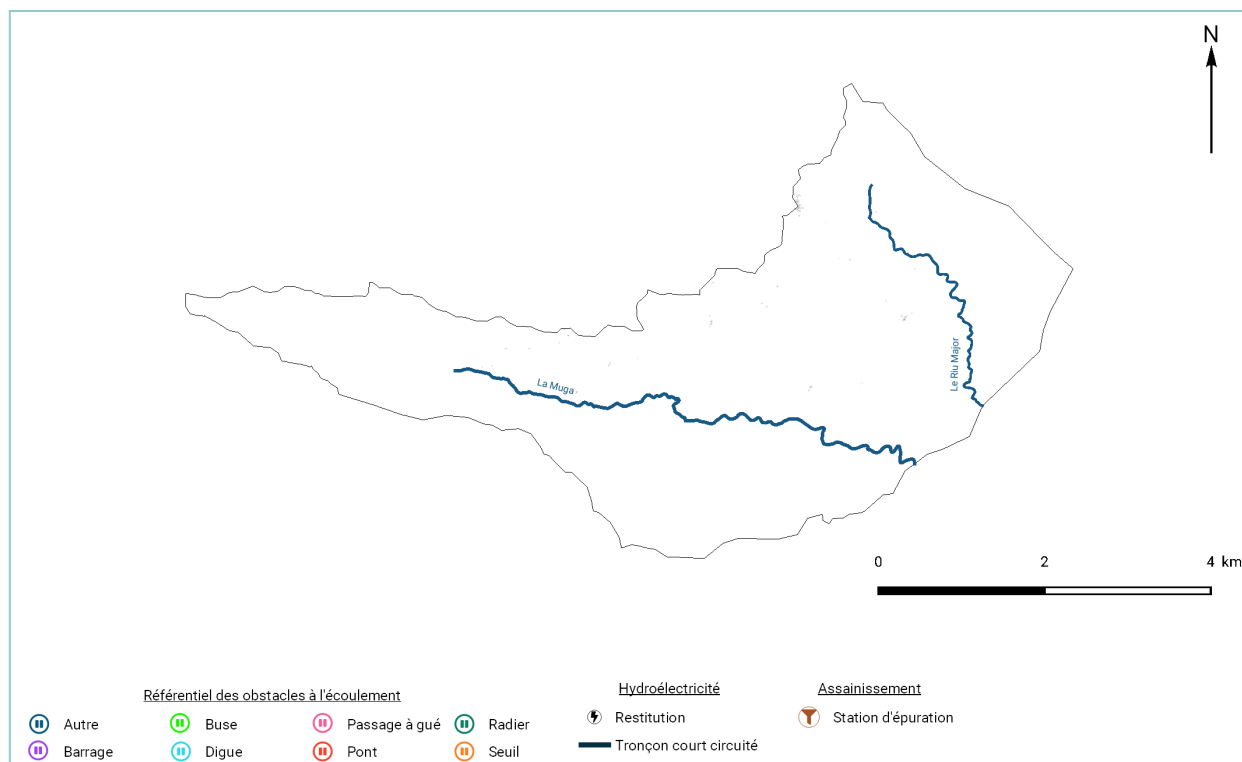 N
La Muga
Le Riu Major
0 2 4 km
Référentiel des obstacles à l'écoulement
Hydroélectricité
Assainissement
Autre
Buse
Passage à gué
Radier
Restitution
Station d'épuration
Barrage
Digue
Pont
Seuil
Tronçon court circuité